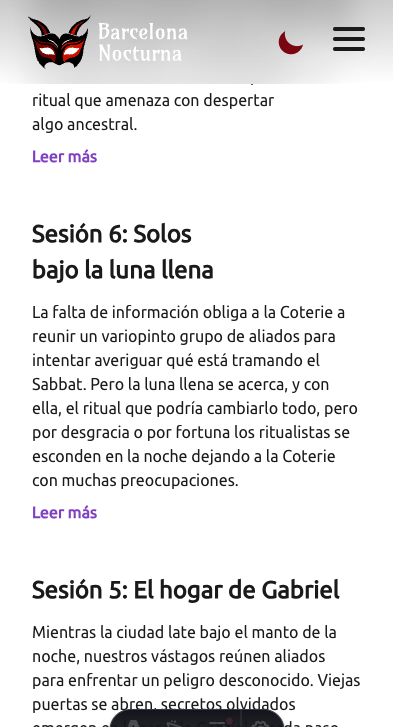 Barcelona
Nocturna
ritual que amenaza con despertar
algo ancestral.
Leer más
Sesión 6: Solos
bajo la luna llena
La falta de información obliga a la Coterie a
reunir un variopinto grupo de aliados para
intentar averiguar qué está tramando el
Sabbat. Pero la luna llena se acerca, y con
ella, el ritual que podría cambiarlo todo, pero
por desgracia o por fortuna los ritualistas se
esconden en la noche dejando a la Coterie
con muchas preocupaciones.
Leer más
Sesión 5: El hogar de Gabriel
Mientras la ciudad late bajo el manto de la
noche, nuestros vástagos reúnen aliados
para enfrentar un peligro desconocido. Viejas
puertas se abren, secretos olvidados